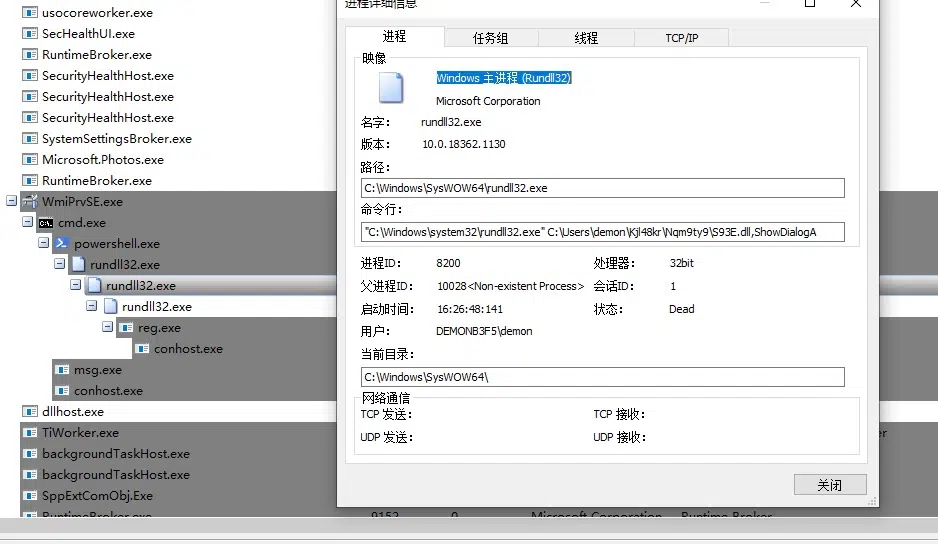 usocoreworker.exe
SecHealthUI.exe
RuntimeBroker.exe
SecurityHealthHost.exe
SecurityHealthHost.exe
SecurityHealthHost.exe
SystemSettingsBroker.exe
Microsoft.Photos.exe
RuntimeBroker.exe
WmiPrvSE.exe
cmd.exe
powershell.exe
rundll32.exe
rundll32.exe
rundll32.exe
reg.exe
conhost.exe
msg.exe
conhost.exe
dllhost.exe
TiWorker.exe
backgroundTaskHost.exe
backgroundTaskHost.exe
SppExtComObj.Exe
RuntimeBroker.exe 9152 0 Microsoft Corporation Runtime Broker
进程详细信息
进程 任务组 线程 TCP/IP
映像
Windows 主进程 (Rundll32)
Microsoft Corporation
名字: rundll32.exe
版本: 10.0.18362.1130
路径:
C:\Windows\SysWOW64\rundll32.exe
命令行:
"C:\Windows\system32\rundll32.exe" C:\Users\demon\Kjl48kr\Nqm9ty9\S93E.dll,ShowDialogA
进程ID: 8200 处理器: 32bit
父进程ID: 10028<Non-existent Process> 会话ID: 1
启动时间: 16:26:48:141 状态: Dead
用户: DEMONB3F5\demon
当前目录:
C:\Windows\SysWOW64\
网络通信
TCP 发送: TCP 接收:
UDP 发送: UDP 接收:
关闭